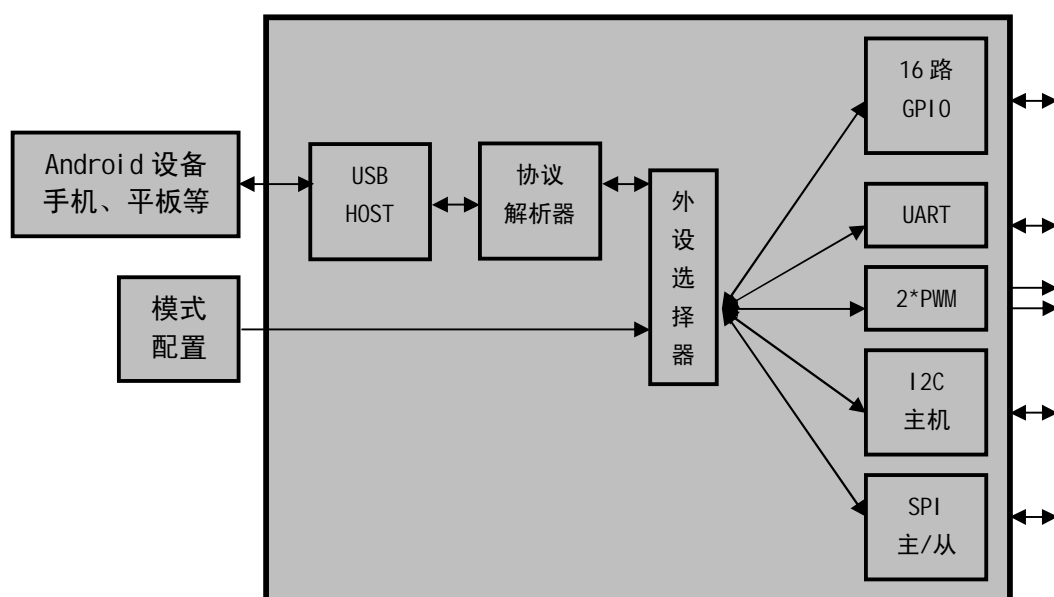 16 路
GPIO
Android 设备
手机、平板等
USB
HOST
协议
解析器
外
设
选
择
器
UART
模式
配置
2*PWM
I2C
主机
SPI
主/从